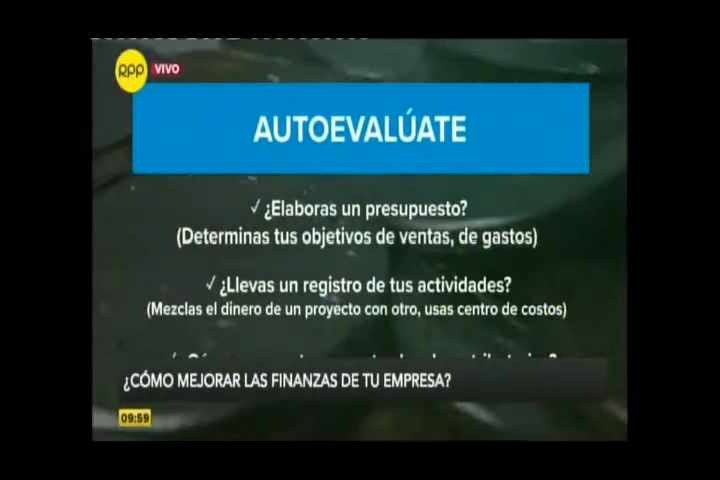 RPP VIVO
AUTOEVALÚATE
✓ ¿Elaboras un presupuesto?
(Determinas tus objetivos de ventas, de gastos)
✓ ¿Llevas un registro de tus actividades?
(Mezclas el dinero de un proyecto con otro, usas centro de costos)
¿CÓMO MEJORAR LAS FINANZAS DE TU EMPRESA?
09:59